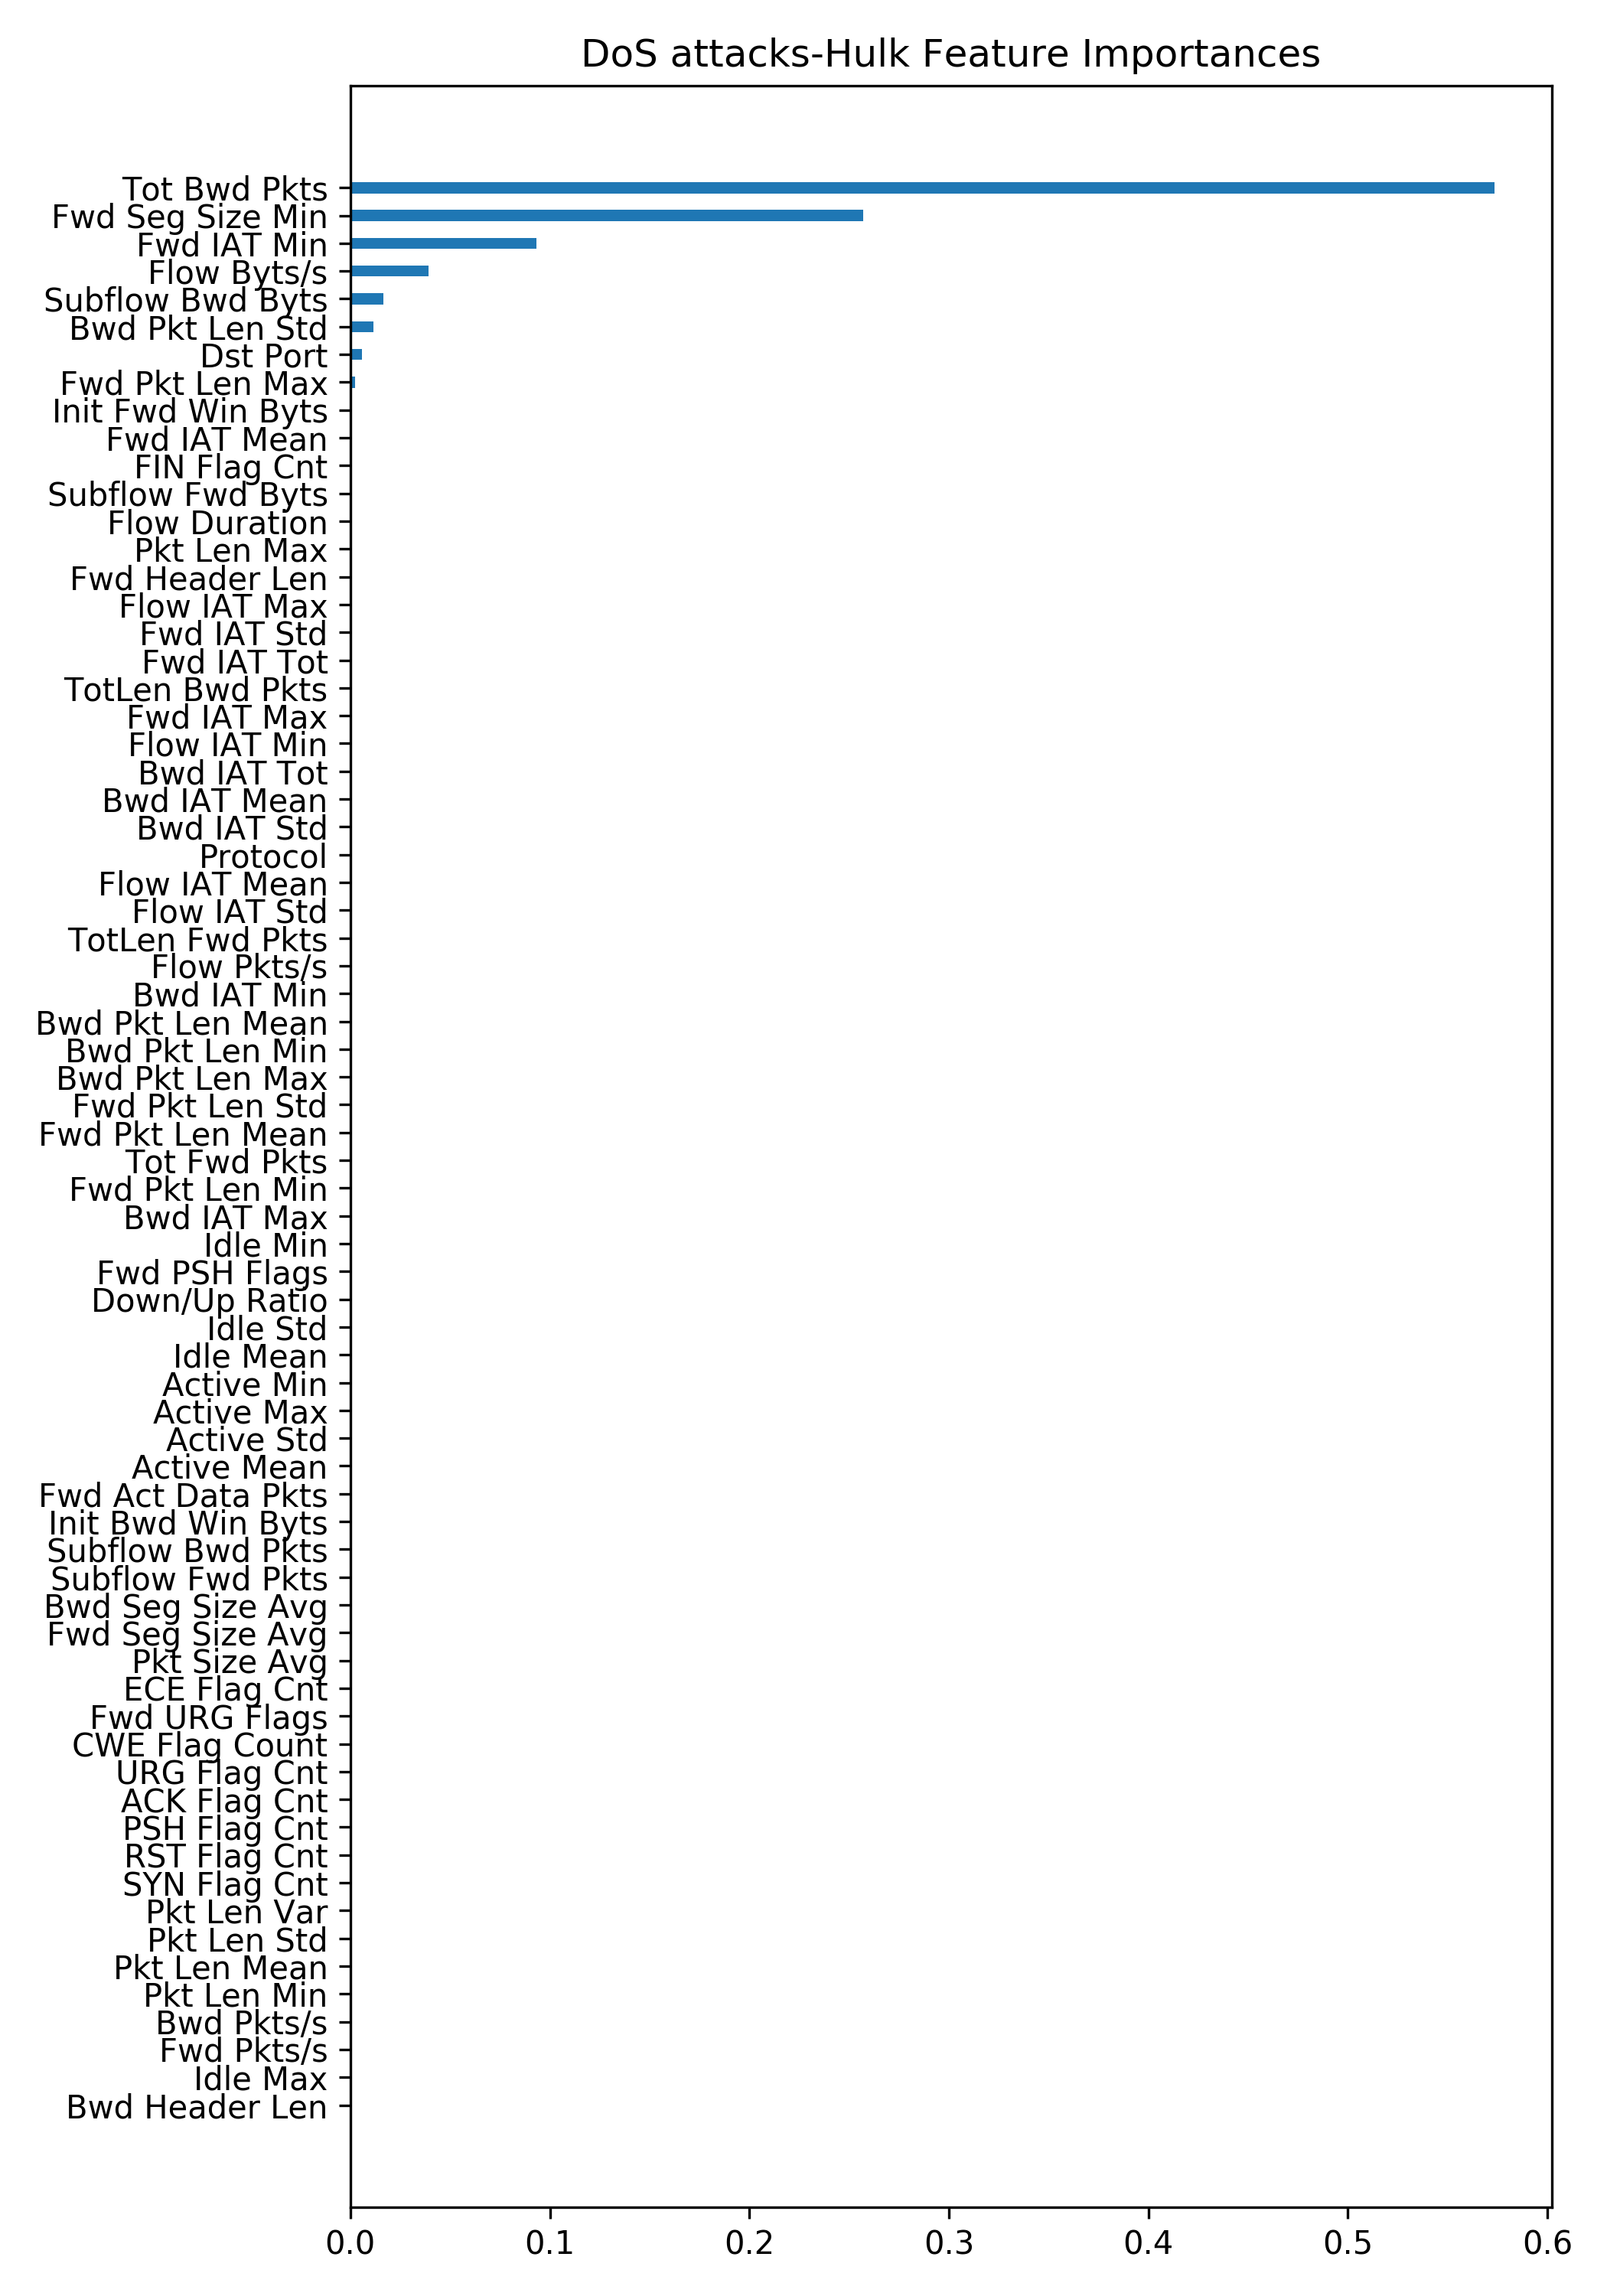 DoS attacks-Hulk Feature Importances
Tot Bwd Pkts
Fwd Seg Size Min
Fwd IAT Min
Flow Byts/s
Subflow Bwd Byts
Bwd Pkt Len Std
Dst Port
Fwd Pkt Len Max
Init Fwd Win Byts
Fwd IAT Mean
FIN Flag Cnt
Subflow Fwd Byts
Flow Duration
Pkt Len Max
Fwd Header Len
Flow IAT Max
Fwd IAT Std
Fwd IAT Tot
TotLen Bwd Pkts
Fwd IAT Max
Flow IAT Min
Bwd IAT Tot
Bwd IAT Mean
Bwd IAT Std
Protocol
Flow IAT Mean
Flow IAT Std
TotLen Fwd Pkts
Flow Pkts/s
Bwd IAT Min
Bwd Pkt Len Mean
Bwd Pkt Len Min
Bwd Pkt Len Max
Fwd Pkt Len Std
Fwd Pkt Len Mean
Tot Fwd Pkts
Fwd Pkt Len Min
Bwd IAT Max
Idle Min
Fwd PSH Flags
Down/Up Ratio
Idle Std
Idle Mean
Active Min
Active Max
Active Std
Active Mean
Fwd Act Data Pkts
Init Bwd Win Byts
Subflow Bwd Pkts
Subflow Fwd Pkts
Bwd Seg Size Avg
Fwd Seg Size Avg
Pkt Size Avg
ECE Flag Cnt
Fwd URG Flags
CWE Flag Count
URG Flag Cnt
ACK Flag Cnt
PSH Flag Cnt
RST Flag Cnt
SYN Flag Cnt
Pkt Len Var
Pkt Len Std
Pkt Len Mean
Pkt Len Min
Bwd Pkts/s
Fwd Pkts/s
Idle Max
Bwd Header Len
0.0 0.1 0.2 0.3 0.4 0.5 0.6